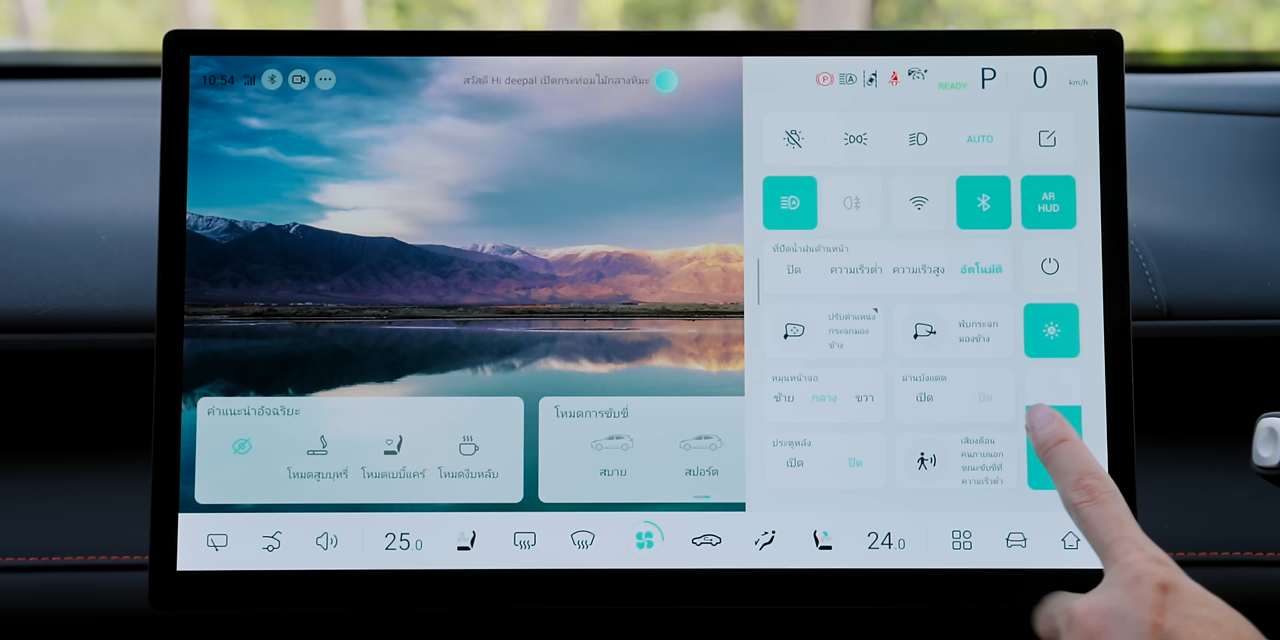 10:54
สวัสดี Hi deepal เปิดกระทอมไม้กลางหิมะ
READY
P
0
km/h
AUTO
AR
HUD
ที่ปัดน้ำฝนด้านหน้า
ปิด ความเร็วต่ำ ความเร็วสูง อัตโนมัติ
ปรับตำแหน่ง
กระจกมอง
ข้าง
พับกระจก
มองข้าง
หมุนหน้าจอ
ซ้าย กลาง ขวา
ม่านบังแดด
เปิด ปิด
ประตูหลัง
เปิด ปิด
เสียงเตือน
คนภายนอก
ขณะขับขี่ที่
ความเร็วต่ำ
คำแนะนำอัจฉริยะ
โหมดสูบบุหรี่ โหมดเบบี้แคร์ โหมดงีบหลับ
โหมดการขับขี่
สบาย สปอร์ต
25.0
24.0